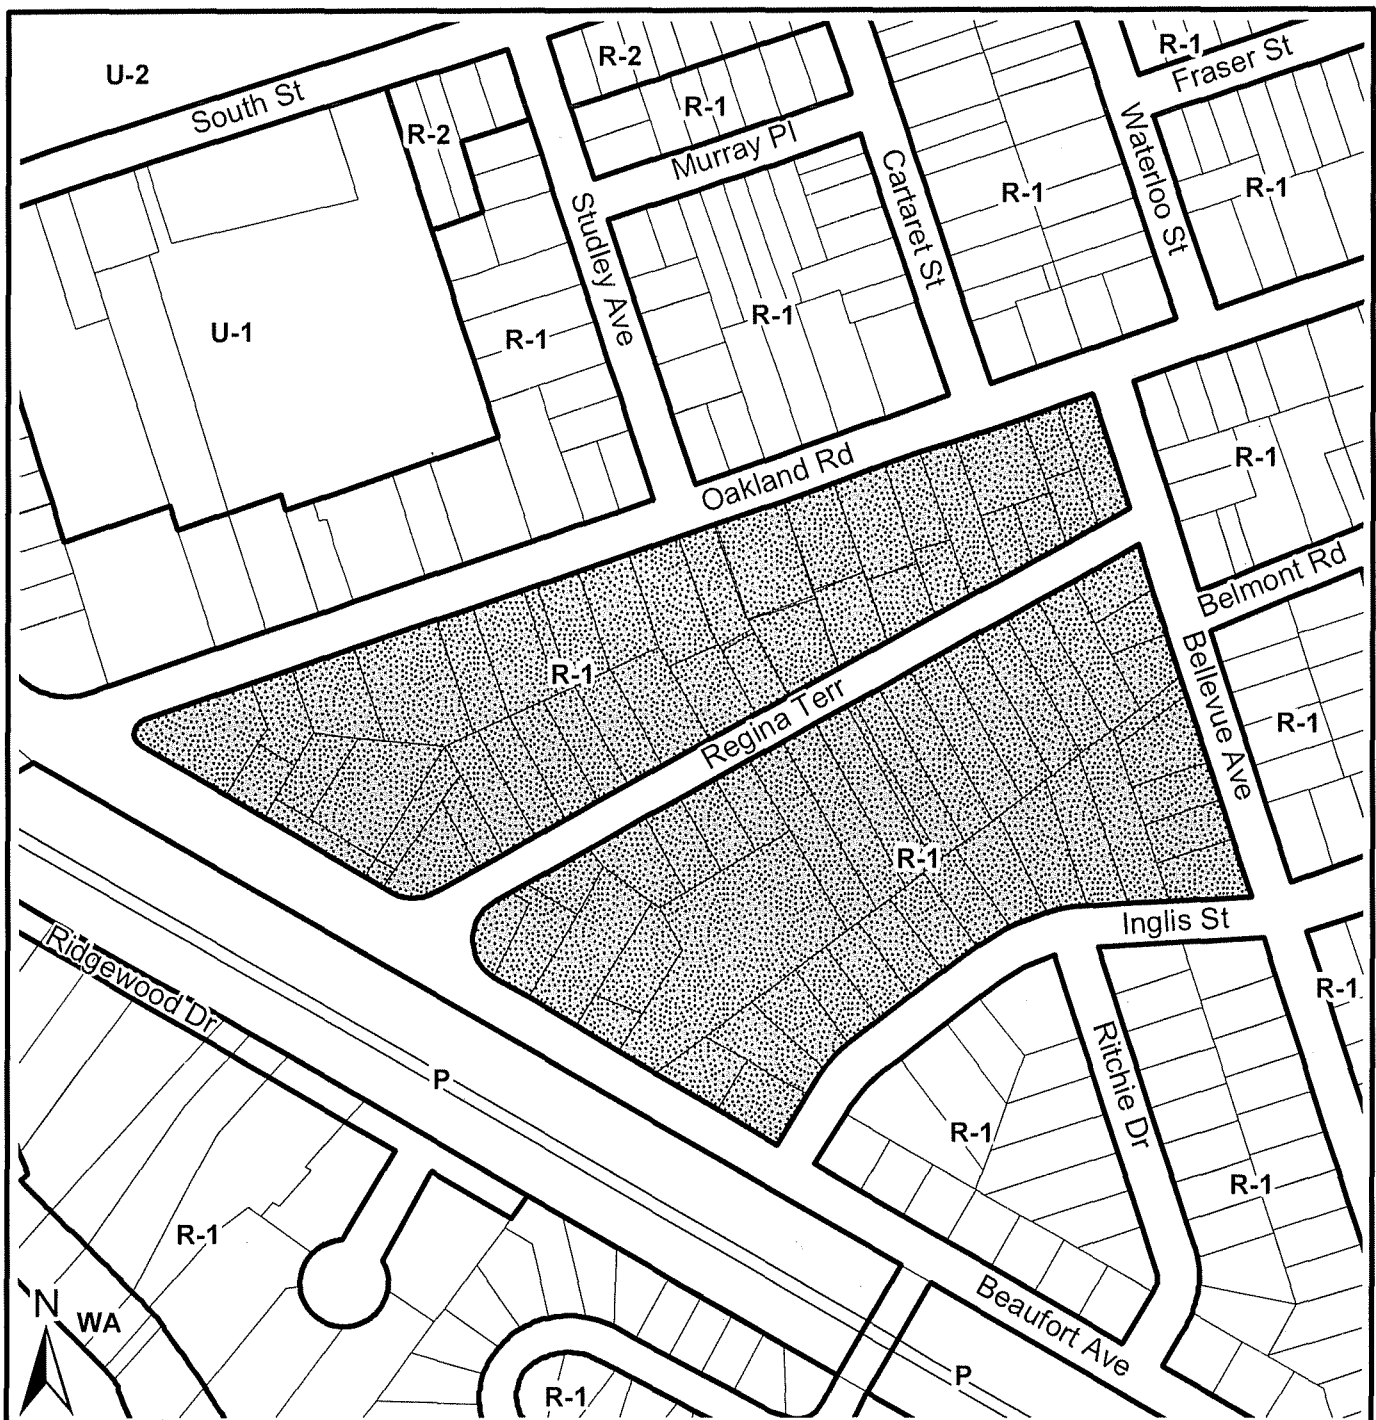 R-1
Fraser St
R-2
U-2
South St
R-1
R-2
Murray Pl
Waterloo St
Cartaret St
R-1
R-1
Studley Ave
R-1
U-1
R-1
R-1
Oakland Rd
Belmont Rd
R-1
Bellevue Ave
Regina Terr
R-1
R-1
Inglis St
Ridgewood Dr
R-1
P
Ritchie Dr
R-1
R-1
R-1
N
WA
Beaufort Ave
P
R-1